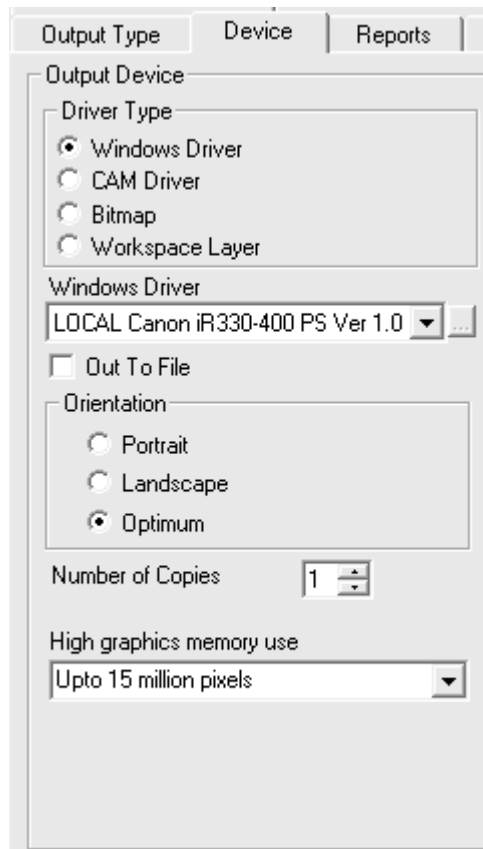 Output Type Device Reports
Output Device
Driver Type
Windows Driver
CAM Driver
Bitmap
Workspace Layer
Windows Driver
LOCAL Canon iR330-400 PS Ver 1.0 ...
Out To File
Orientation
Portrait
Landscape
Optimum
Number of Copies 1
High graphics memory use
Upto 15 million pixels